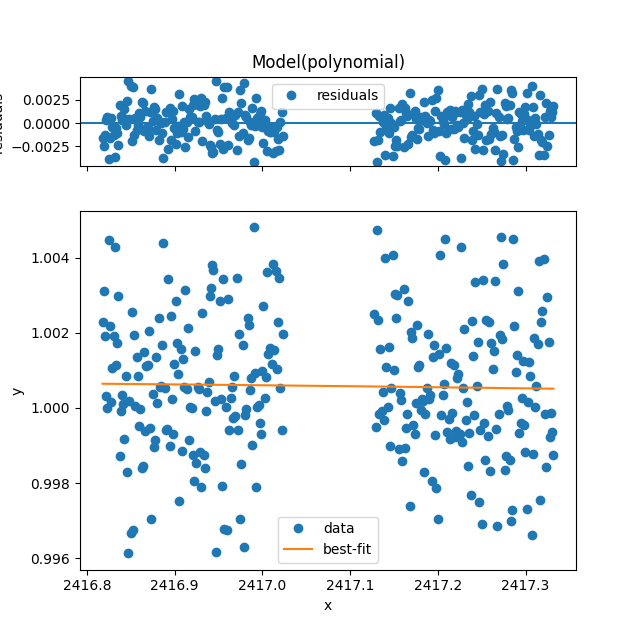 Model(polynomial)
residuals
0.0025
0.0000
−0.0025
residuals
1.004
1.002
1.000
0.998
0.996
y
data
best-fit
2416.8 2416.9 2417.0 2417.1 2417.2 2417.3
x